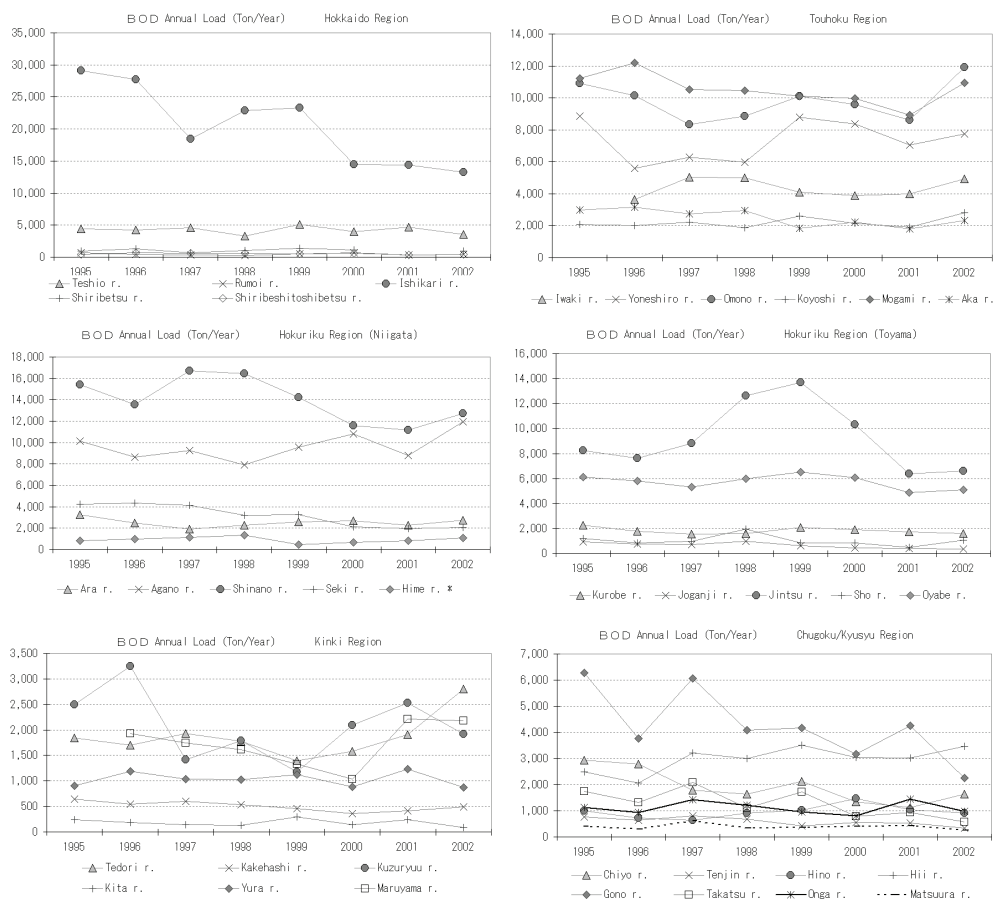 ＢＯＤ Annual Load (Ton/Year) Hokkaido Region
35,000
30,000
25,000
20,000
15,000
10,000
5,000
0
1995 1996 1997 1998 1999 2000 2001 2002
Teshio r. Rumoi r. Ishikari r.
Shiribetsu r. Shiribeshitoshibetsu r.
ＢＯＤ Annual Load (Ton/Year) Touhoku Region
14,000
12,000
10,000
8,000
6,000
4,000
2,000
0
1995 1996 1997 1998 1999 2000 2001 2002
Iwaki r. Yoneshiro r. Omono r. Koyoshi r. Mogami r. Aka r.
ＢＯＤ Annual Load (Ton/Year) Hokuriku Region (Niigata)
18,000
16,000
14,000
12,000
10,000
8,000
6,000
4,000
2,000
0
1995 1996 1997 1998 1999 2000 2001 2002
Ara r. Agano r. Shinano r. Seki r. Hime r. *
ＢＯＤ Annual Load (Ton/Year) Hokuriku Region (Toyama)
16,000
14,000
12,000
10,000
8,000
6,000
4,000
2,000
0
1995 1996 1997 1998 1999 2000 2001 2002
Kurobe r. Joganji r. Jintsu r. Sho r. Oyabe r.
ＢＯＤ Annual Load (Ton/Year) Kinki Region
3,500
3,000
2,500
2,000
1,500
1,000
500
0
1995 1996 1997 1998 1999 2000 2001 2002
Tedori r. Kakehashi r. Kuzuryuu r.
Kita r. Yura r. Maruyama r.
ＢＯＤ Annual Load (Ton/Year) Chugoku/Kyusyu Region
7,000
6,000
5,000
4,000
3,000
2,000
1,000
0
1995 1996 1997 1998 1999 2000 2001 2002
Chiyo r. Tenjin r. Hino r. Hii r.
Gono r. Takatsu r. Onga r. Matsuura r.